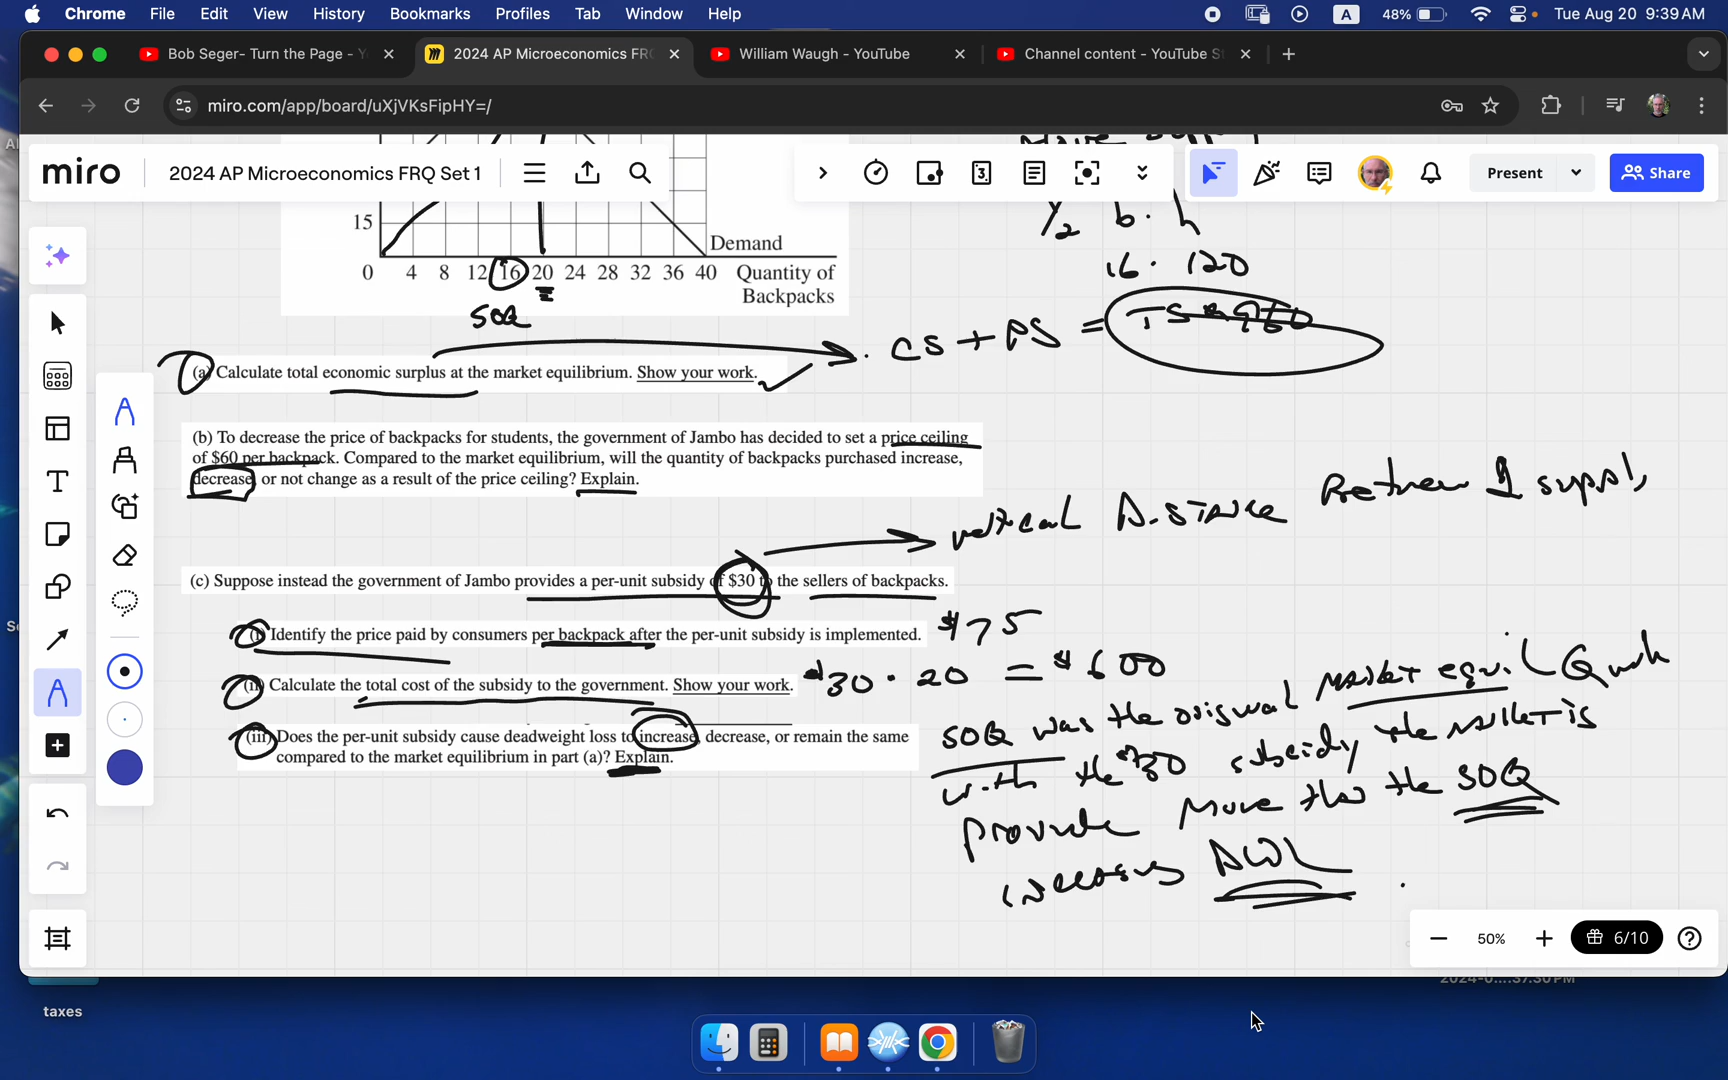 Chrome File Edit View History Bookmarks Profiles Tab Window Help A 48% Tue Aug 20 9:39 AM
Bob Seger- Turn the Page - 2024 AP Microeconomics FR William Waugh - YouTube Channel content - YouTube S
miro.com/app/board/uXjVKsFipHY=/
miro 2024 AP Microeconomics FRQ Set 1 Present Share
15
Demand
0 4 8 12 16 20 24 28 32 36 40 Quantity of
Backpacks
SOQ
1/2 b · h
16 · 120
CS + PS = TS = 960
(a) Calculate total economic surplus at the market equilibrium. Show your work.
(b) To decrease the price of backpacks for students, the government of Jambo has decided to set a price ceiling
of $60 per backpack. Compared to the market equilibrium, will the quantity of backpacks purchased increase,
decrease, or not change as a result of the price ceiling? Explain.
vertical Distance Between supply
(c) Suppose instead the government of Jambo provides a per-unit subsidy of $30 to the sellers of backpacks.
(i) Identify the price paid by consumers per backpack after the per-unit subsidy is implemented. $75
(ii) Calculate the total cost of the subsidy to the government. Show your work. $30 · 20 = $600
(iii) Does the per-unit subsidy cause deadweight loss to increase, decrease, or remain the same
compared to the market equilibrium in part (a)? Explain.
SOQ was the original market equil Q
with the $30 subsidy the market is
provide more than the SOQ
increasing DWL.
50% 6/10
taxes